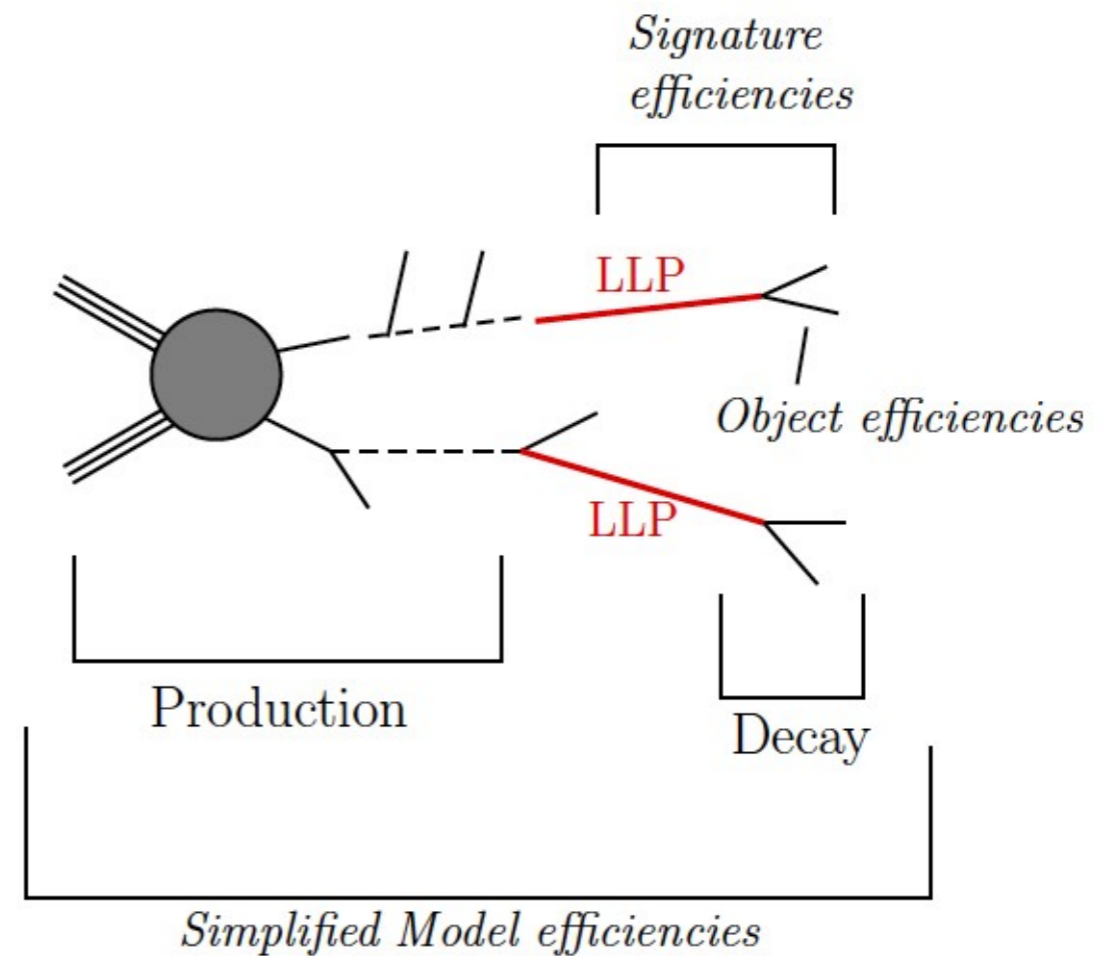 Signature
efficiencies
LLP
Object efficiencies
LLP
Production
Decay
Simplified Model efficiencies